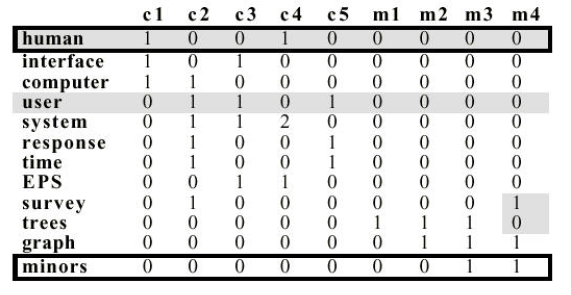 c1 c2 c3 c4 c5 m1 m2 m3 m4
human 1 0 0 1 0 0 0 0 0
interface 1 0 1 0 0 0 0 0 0
computer 1 1 0 0 0 0 0 0 0
user 0 1 1 0 1 0 0 0 0
system 0 1 1 2 0 0 0 0 0
response 0 1 0 0 1 0 0 0 0
time 0 1 0 0 1 0 0 0 0
EPS 0 0 1 1 0 0 0 0 0
survey 0 1 0 0 0 0 0 0 1
trees 0 0 0 0 0 1 1 1 0
graph 0 0 0 0 0 0 1 1 1
minors 0 0 0 0 0 0 0 1 1